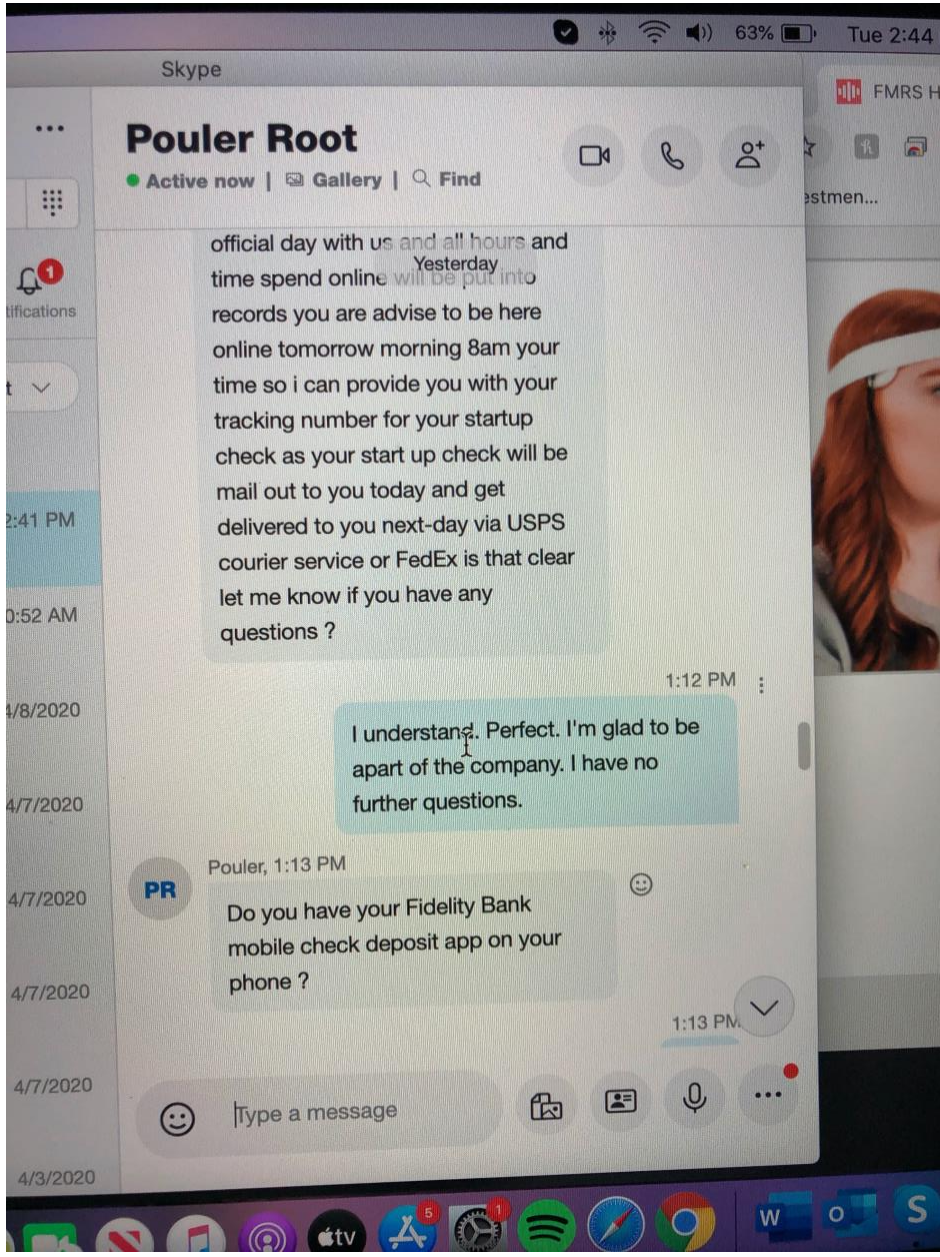 63%
Tue 2:44
Skype
FMRS H
Pouler Root
Active now | Gallery | Find
estmen...
official day with us and all hours and
Yesterday
time spend online will be put into
records you are advise to be here
online tomorrow morning 8am your
time so i can provide you with your
tracking number for your startup
check as your start up check will be
mail out to you today and get
delivered to you next-day via USPS
courier service or FedEx is that clear
let me know if you have any
questions ?
1
tifications
t
2:41 PM
0:52 AM
4/8/2020
4/7/2020
4/7/2020
4/7/2020
4/7/2020
4/3/2020
1:12 PM
I understand. Perfect. I'm glad to be
apart of the company. I have no
further questions.
Pouler, 1:13 PM
PR
Do you have your Fidelity Bank
mobile check deposit app on your
phone ?
1:13 PM
Type a message
tv
5
1
W
O
S